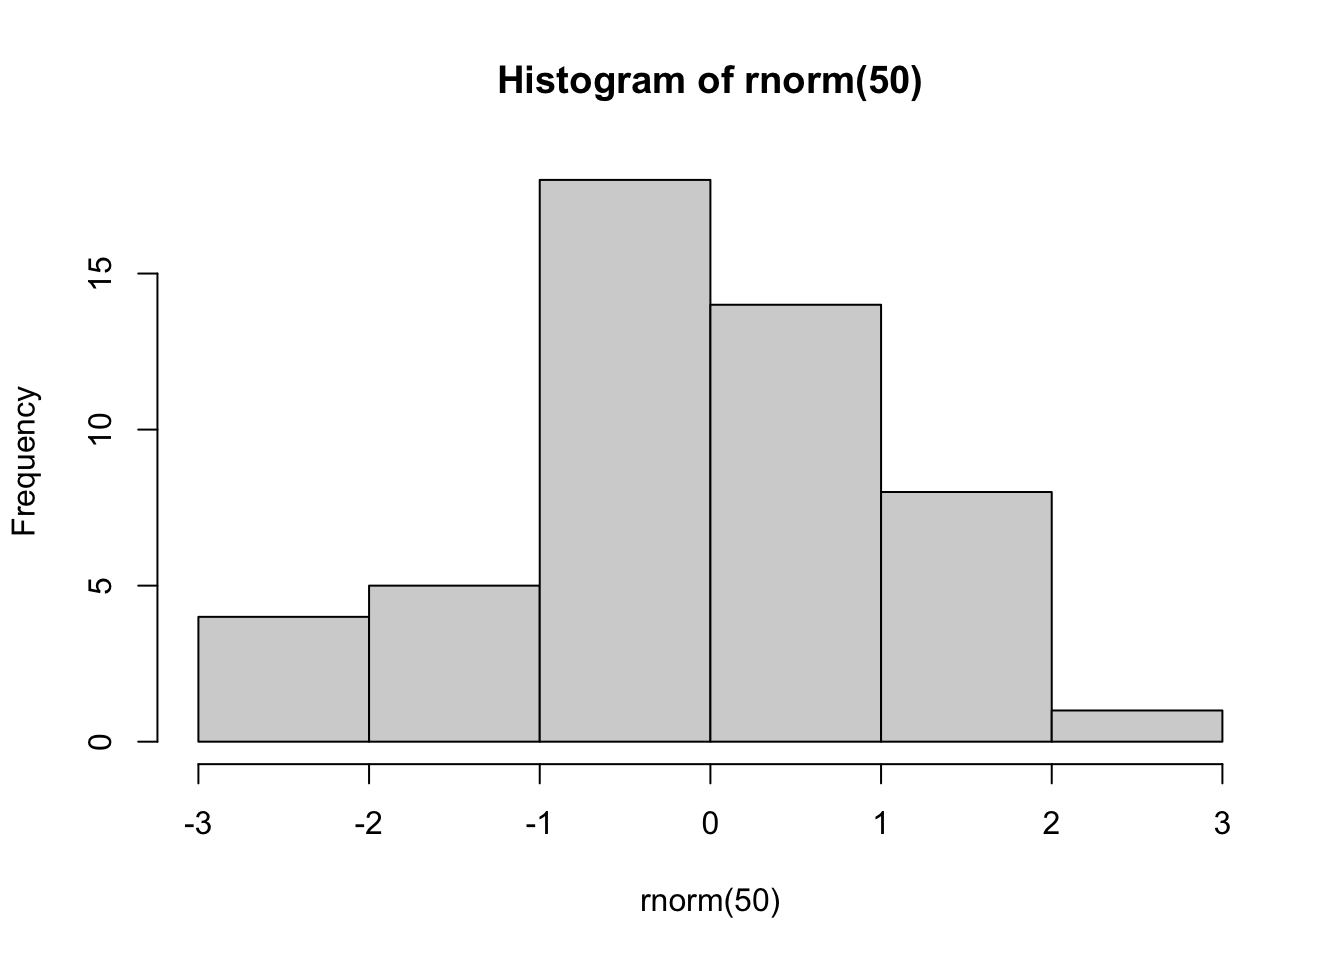 Histogram of rnorm(50)
Frequency
15
10
5
0
-3 -2 -1 0 1 2 3
rnorm(50)